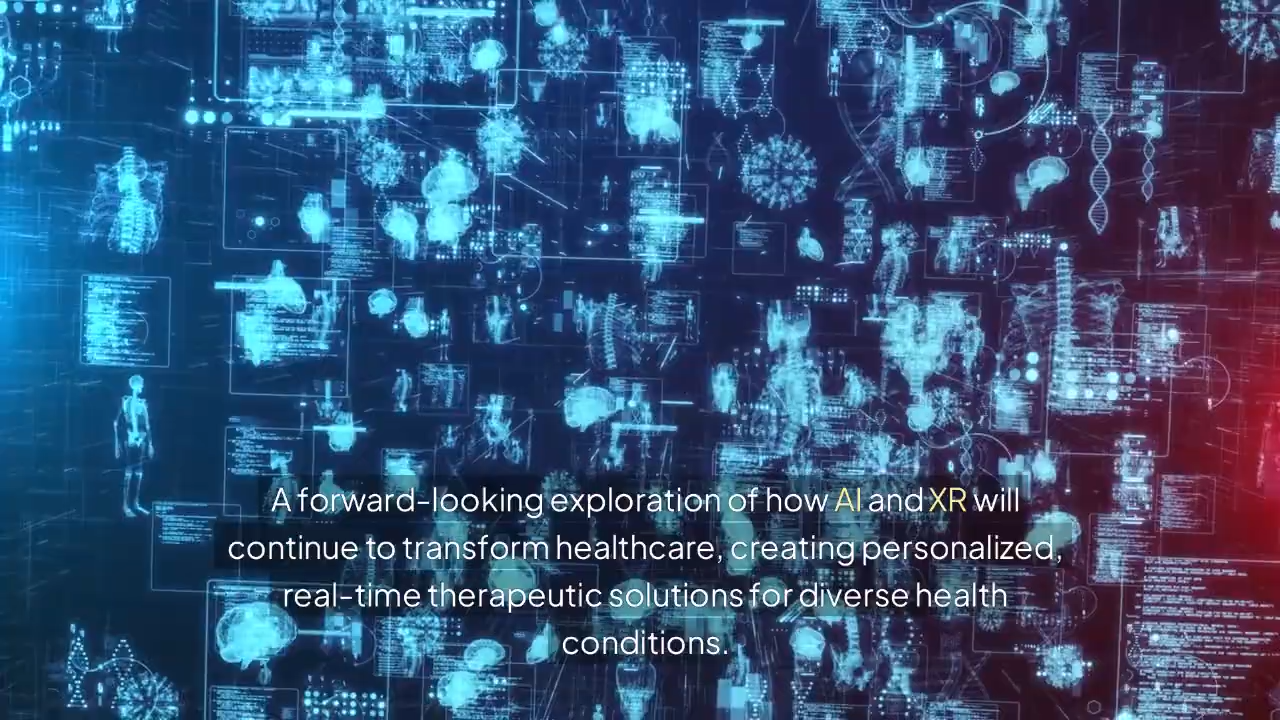 A forward-looking exploration of how AI and XR will
continue to transform healthcare, creating personalized,
real-time therapeutic solutions for diverse health
conditions.